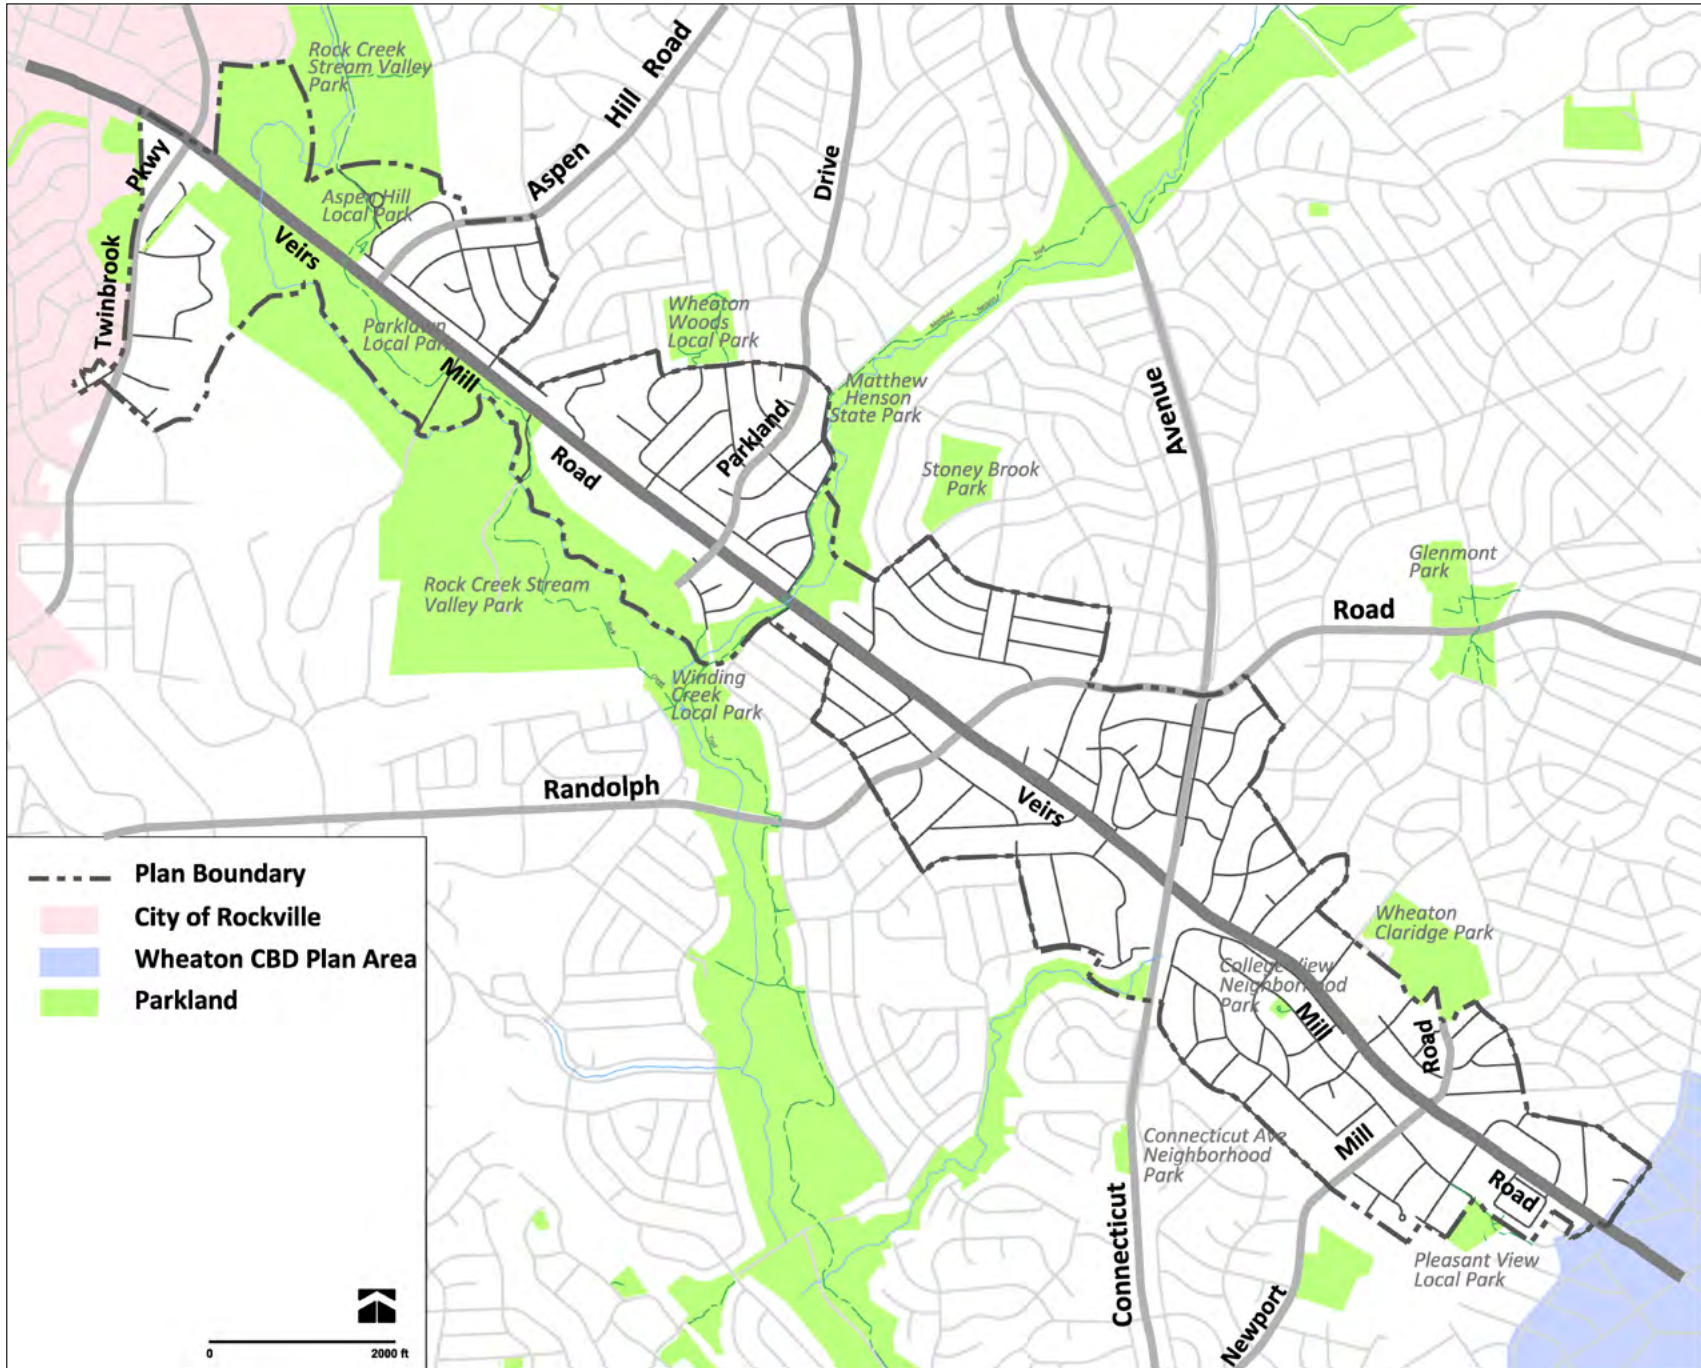 Rock Creek
Stream Valley
Park
Aspen Hill Road
Drive
Pkwy
Aspen Hill
Local Park
Veirs
Twinbrook
Wheaton
Woods
Local Park
Parklawn
Local Park
Mill
Matthew
Henson
State Park
Avenue
Parkland
Road
Stoney Brook
Park
Glenmont
Park
Rock Creek Stream
Valley Park
Road
Winding
Creek
Local Park
Randolph
Veirs
Plan Boundary
City of Rockville
Wheaton CBD Plan Area
Parkland
Wheaton
Claridge Park
College View
Neighborhood
Park
Mill
Road
Connecticut Ave
Neighborhood
Park
Mill
Road
Connecticut
Pleasant View
Local Park
Newport
0 2000 ft